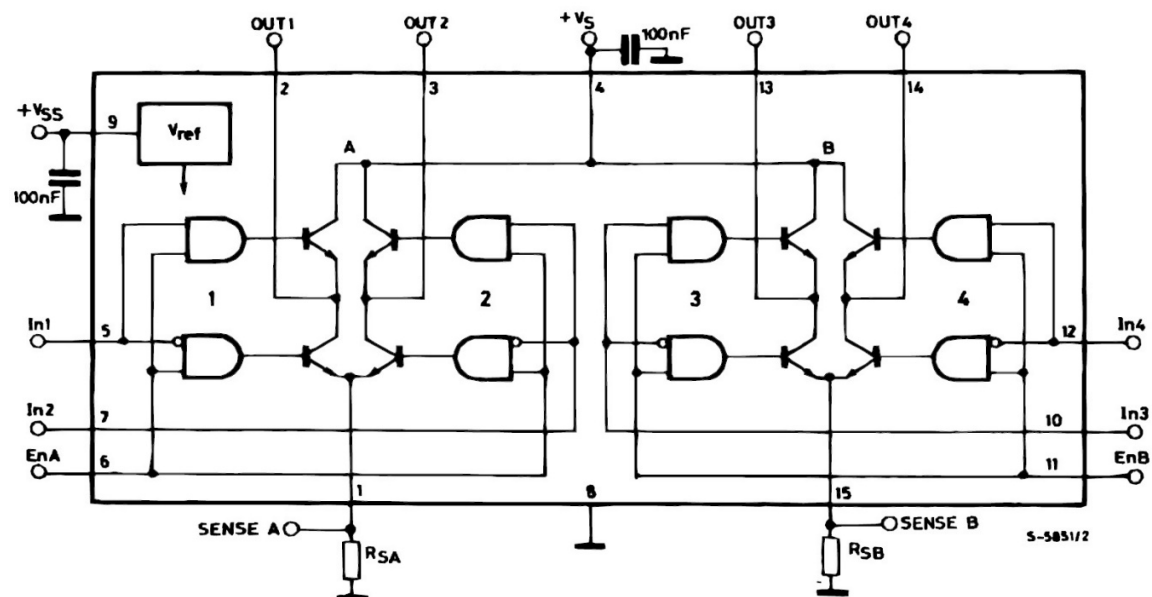 OUT1
OUT2
+VS
100nF
OUT3
OUT4
2
3
4
13
14
+VSS
9
Vref
A
B
100nF
1
2
3
4
In1
5
12
In4
In2
7
10
In3
EnA
6
11
EnB
1
8
15
SENSE A
SENSE B
S-5851/2
RSA
RSB